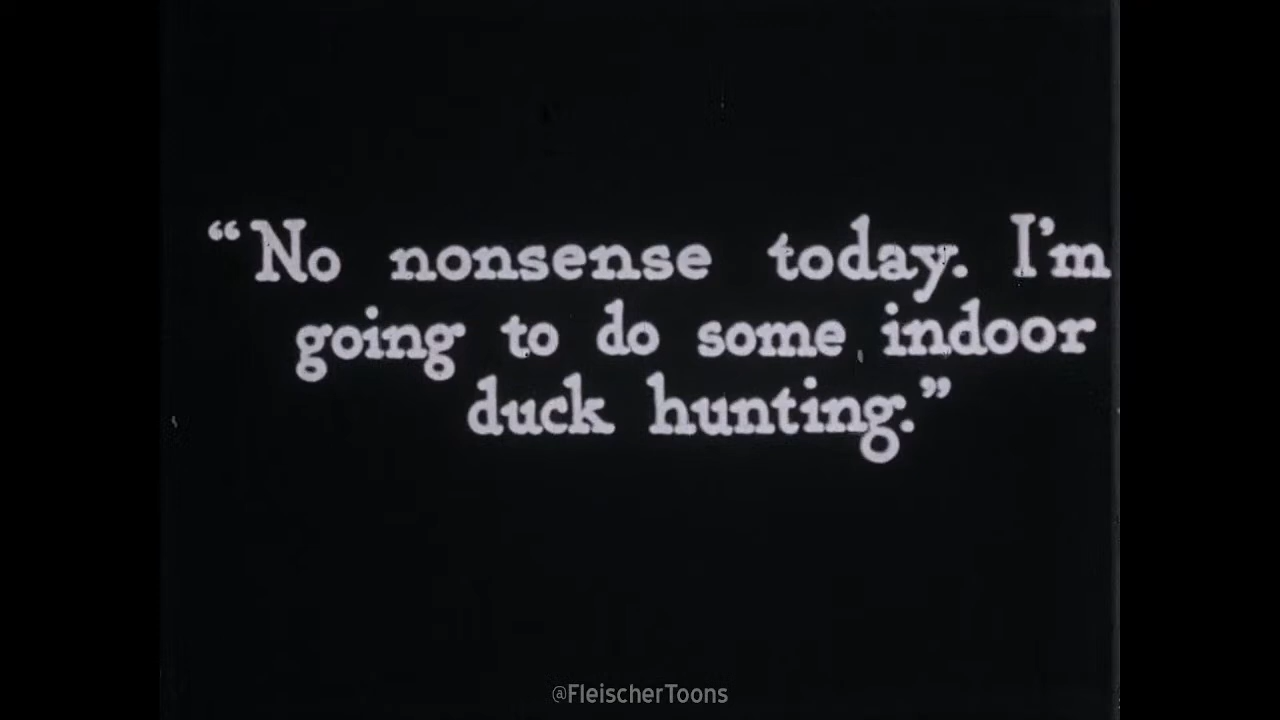 “No nonsense today. I’m
going to do some indoor
duck hunting.”
@FleischerToons